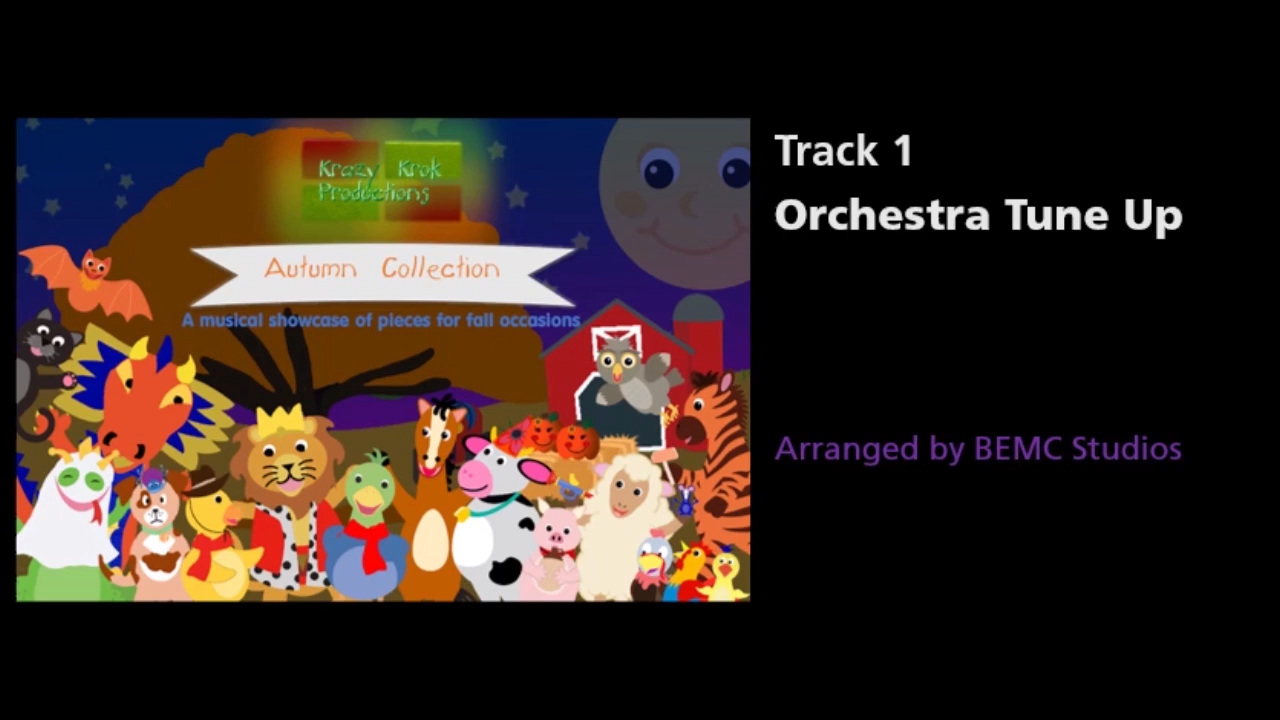 Krazy Krok
Productions
Autumn Collection
A musical showcase of pieces for fall occasions
Track 1
Orchestra Tune Up
Arranged by BEMC Studios